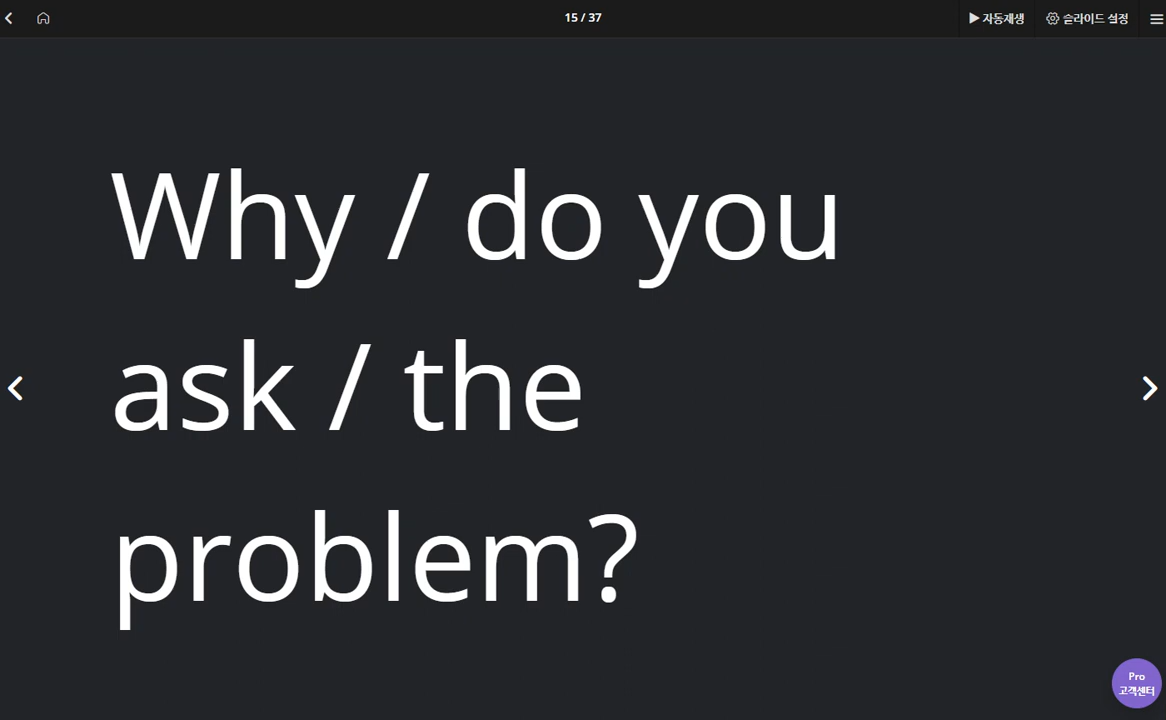 15 / 37
▶ 자동재생
슬라이드 설정
Why / do you
ask / the
problem?
Pro
고객센터